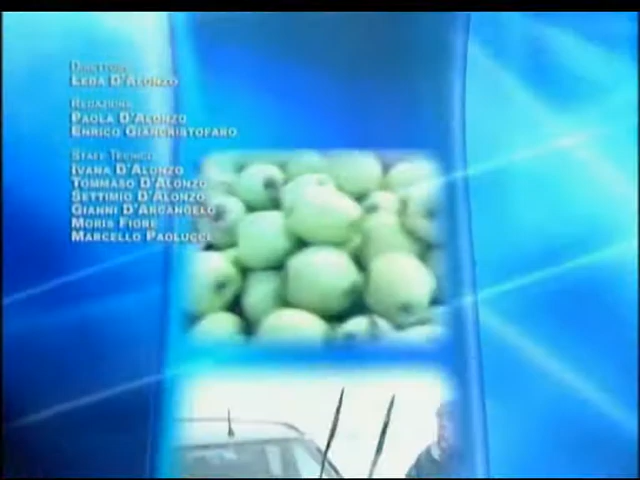 Direttore
Leda D'Alonzo
Redazione
Paola D'Alonzo
Enrico Giancristofaro
Staff Tecnico
Ivana D'Alonzo
Tommaso D'Alonzo
Settimio D'Alonzo
Gianni D'Arcangelo
Moris Fiore
Marcello Paolucci